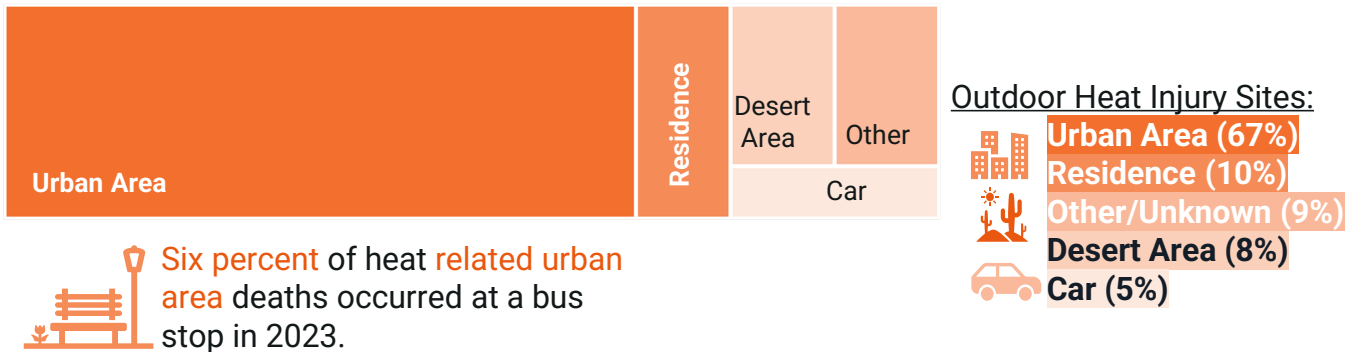 Urban Area
Residence
Desert
Area
Other
Car
Outdoor Heat Injury Sites:
Urban Area (67%)
Residence (10%)
Other/Unknown (9%)
Desert Area (8%)
Car (5%)
Six percent of heat related urban
area deaths occurred at a bus
stop in 2023.